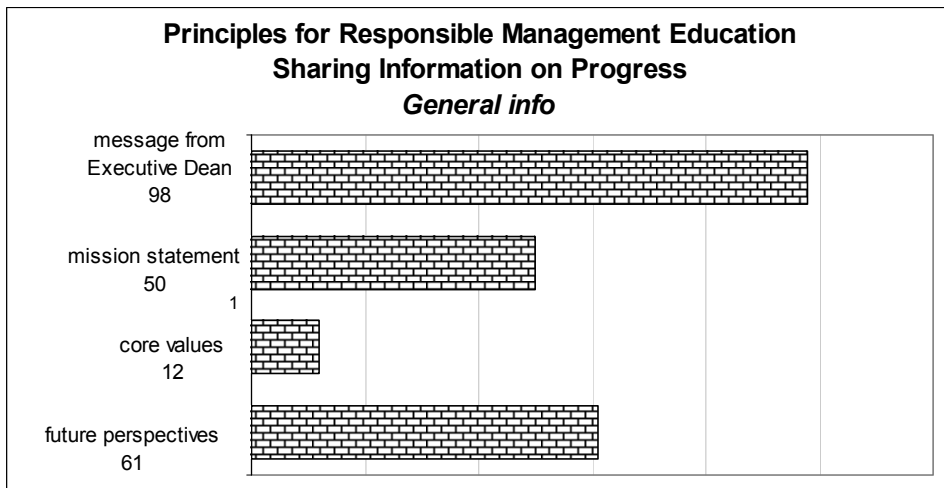 Principles for Responsible Management Education
Sharing Information on Progress
General info
message from
Executive Dean
98
mission statement
50
1
core values
12
future perspectives
61